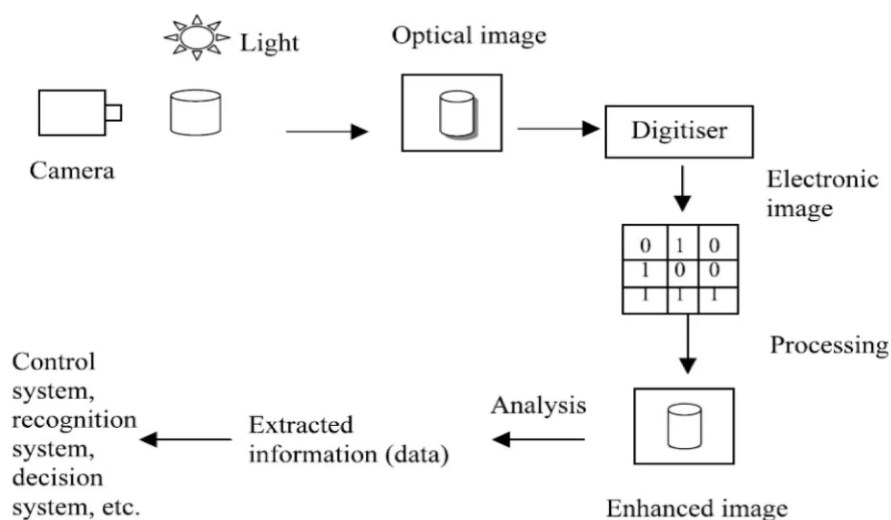 Light
Optical image
Camera
Digitiser
Electronic
image
0 1 0
1 0 0
1 1 1
Processing
Enhanced image
Analysis
Extracted
information (data)
Control
system,
recognition
system,
decision
system, etc.